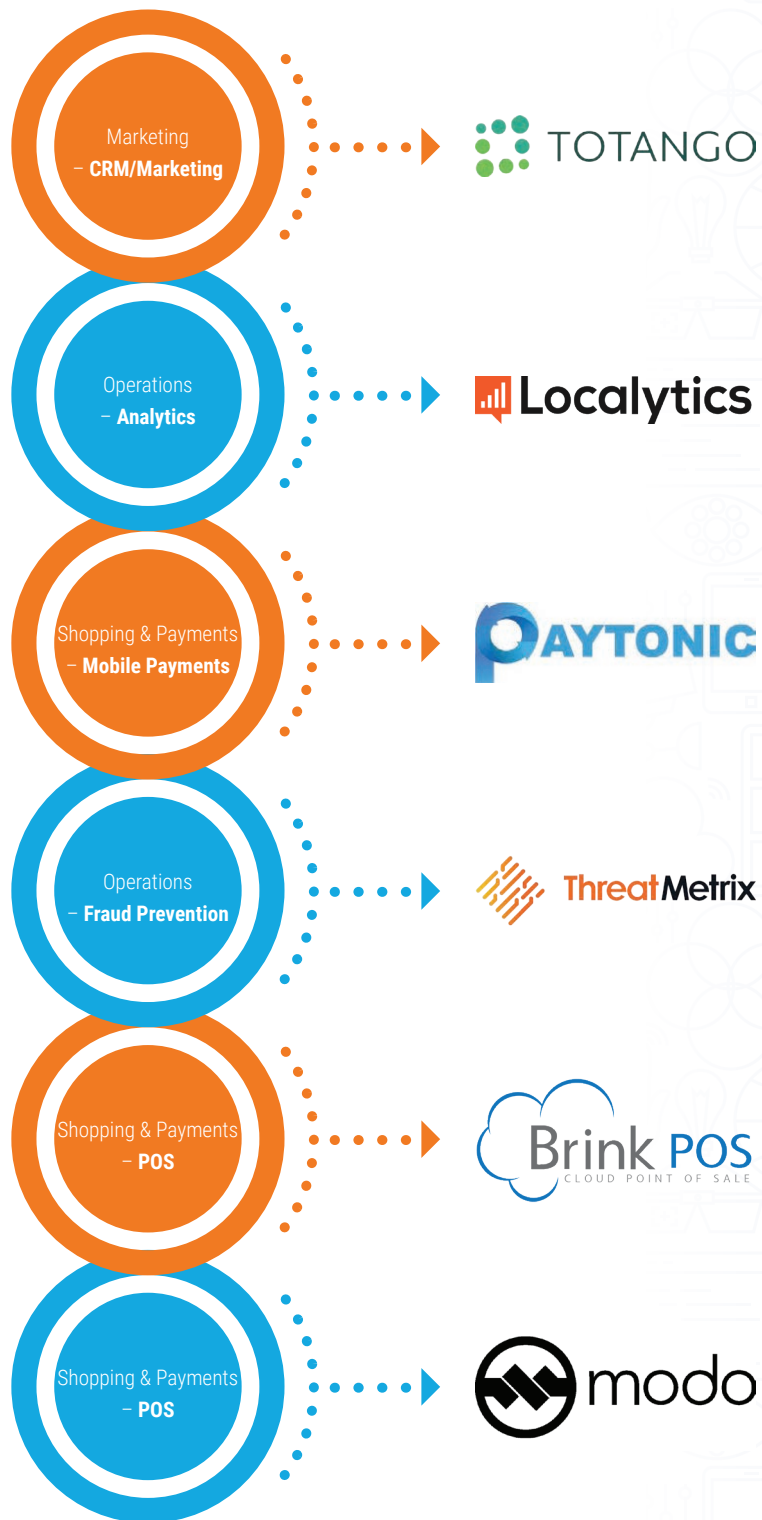 Marketing
– CRM/Marketing
TOTANGO
Operations
– Analytics
Localytics
Shopping & Payments
– Mobile Payments
PAYTONIC
Operations
– Fraud Prevention
ThreatMetrix
Shopping & Payments
– POS
Brink POS
CLOUD POINT OF SALE
Shopping & Payments
– POS
modo